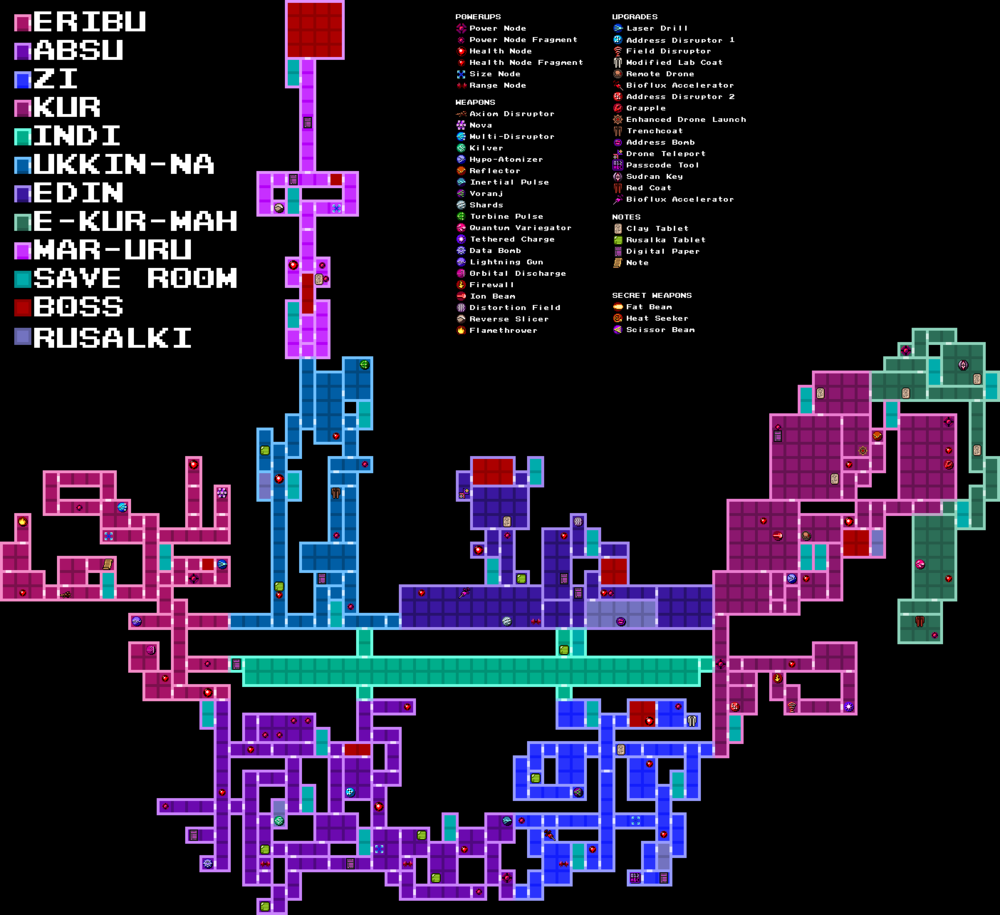 ERIBU
ABSU
ZI
KUR
INDI
UKKIN-NA
EDIN
E-KUR-MAH
MAR-URU
SAVE ROOM
BOSS
RUSALKI
POWERUPS
Power Node
Power Node Fragment
Health Node
Health Node Fragment
Size Node
Range Node
WEAPONS
Axiom Disruptor
Nova
Multi-Disruptor
Kilver
Hypo-Atomizer
Reflector
Inertial Pulse
Voranj
Shards
Turbine Pulse
Quantum Variegator
Tethered Charge
Data Bomb
Lightning Gun
Orbital Discharge
Firewall
Ion Beam
Distortion Field
Reverse Slicer
Flamethrower
UPGRADES
Laser Drill
Address Disruptor 1
Field Disruptor
Modified Lab Coat
Remote Drone
Bioflux Accelerator
Address Disruptor 2
Grapple
Enhanced Drone Launch
Trenchcoat
Address Bomb
Drone Teleport
Passcode Tool
Sudran Key
Red Coat
Bioflux Accelerator
NOTES
Clay Tablet
Rusalka Tablet
Digital Paper
Note
SECRET WEAPONS
Fat Beam
Heat Seeker
Scissor Beam